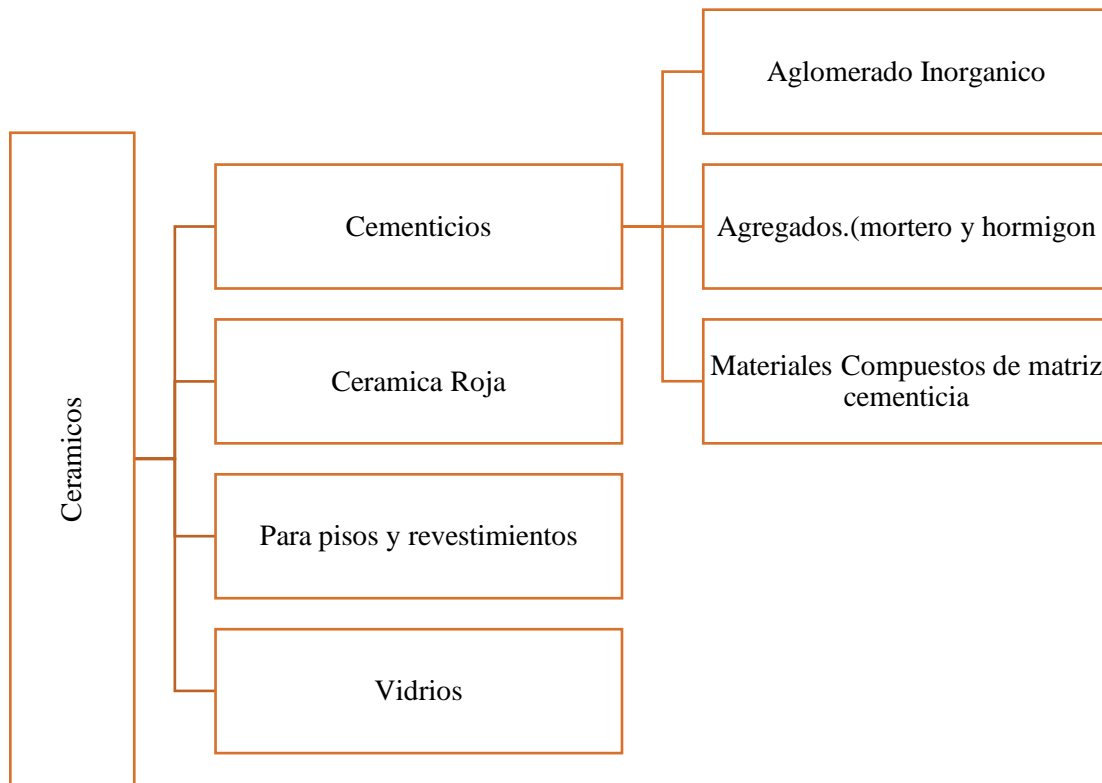 Ceramicos
Cementicios
Aglomerado Inorganico
Agregados.(mortero y hormigon
Materiales Compuestos de matriz
cementicia
Ceramica Roja
Para pisos y revestimientos
Vidrios